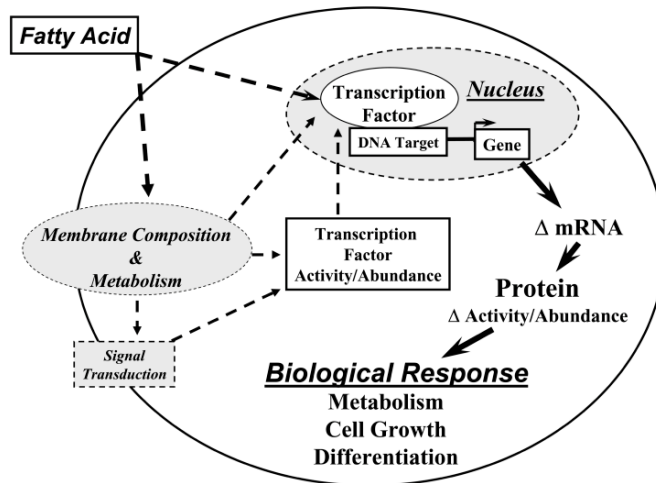 Fatty Acid
Transcription
Factor
Nucleus
DNA Target
Gene
Membrane Composition
&
Metabolism
Transcription
Factor
Activity/Abundance
Δ mRNA
Protein
Δ Activity/Abundance
Signal
Transduction
Biological Response
Metabolism
Cell Growth
Differentiation